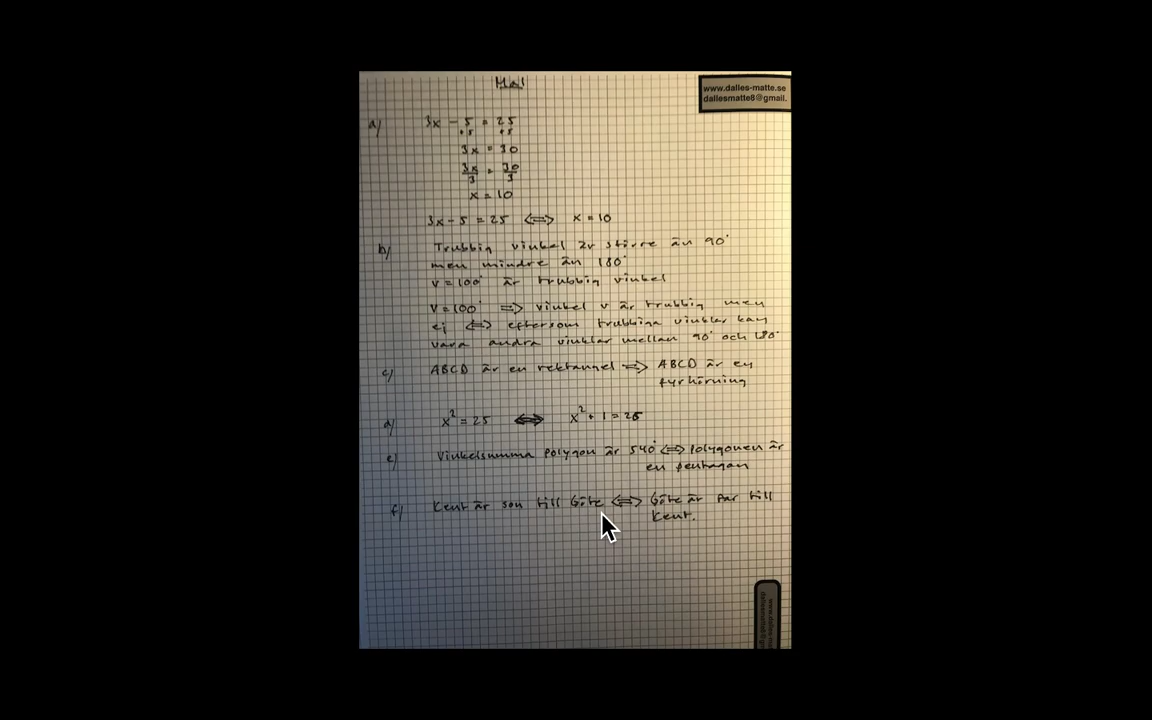 www.dalles-matte.se
dallesmatte8@gmail.
a) 3x - 5 = 25
+5 +5
3x = 30
3x/3 = 30/3
x = 10
3x - 5 = 25 ⟺ x = 10
b) Trubbig vinkel är större än 90°
men mindre än 180°
v = 100° är trubbig vinkel
v = 100° ⟹ vinkel v är trubbig men
ej ⟺ eftersom trubbiga vinklar kan
vara andra vinklar mellan 90° och 180°
c) ABCD är en rektangel ⟹ ABCD är en
fyrhörning
d) x² = 25 ⟺ x² + 1 = 26
e) Vinkelsumma polygon är 540° ⟺ polygonen är
en pentagon
f) Kent är son till Göte ⟺ Göte är far till
Kent.